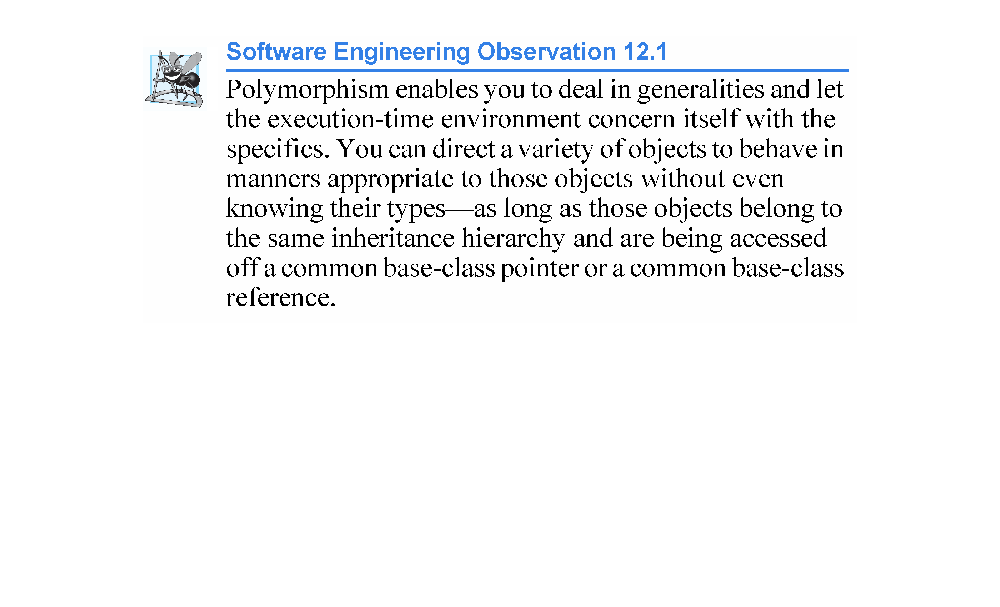 Software Engineering Observation 12.1
Polymorphism enables you to deal in generalities and let
the execution-time environment concern itself with the
specifics. You can direct a variety of objects to behave in
manners appropriate to those objects without even
knowing their types—as long as those objects belong to
the same inheritance hierarchy and are being accessed
off a common base-class pointer or a common base-class
reference.